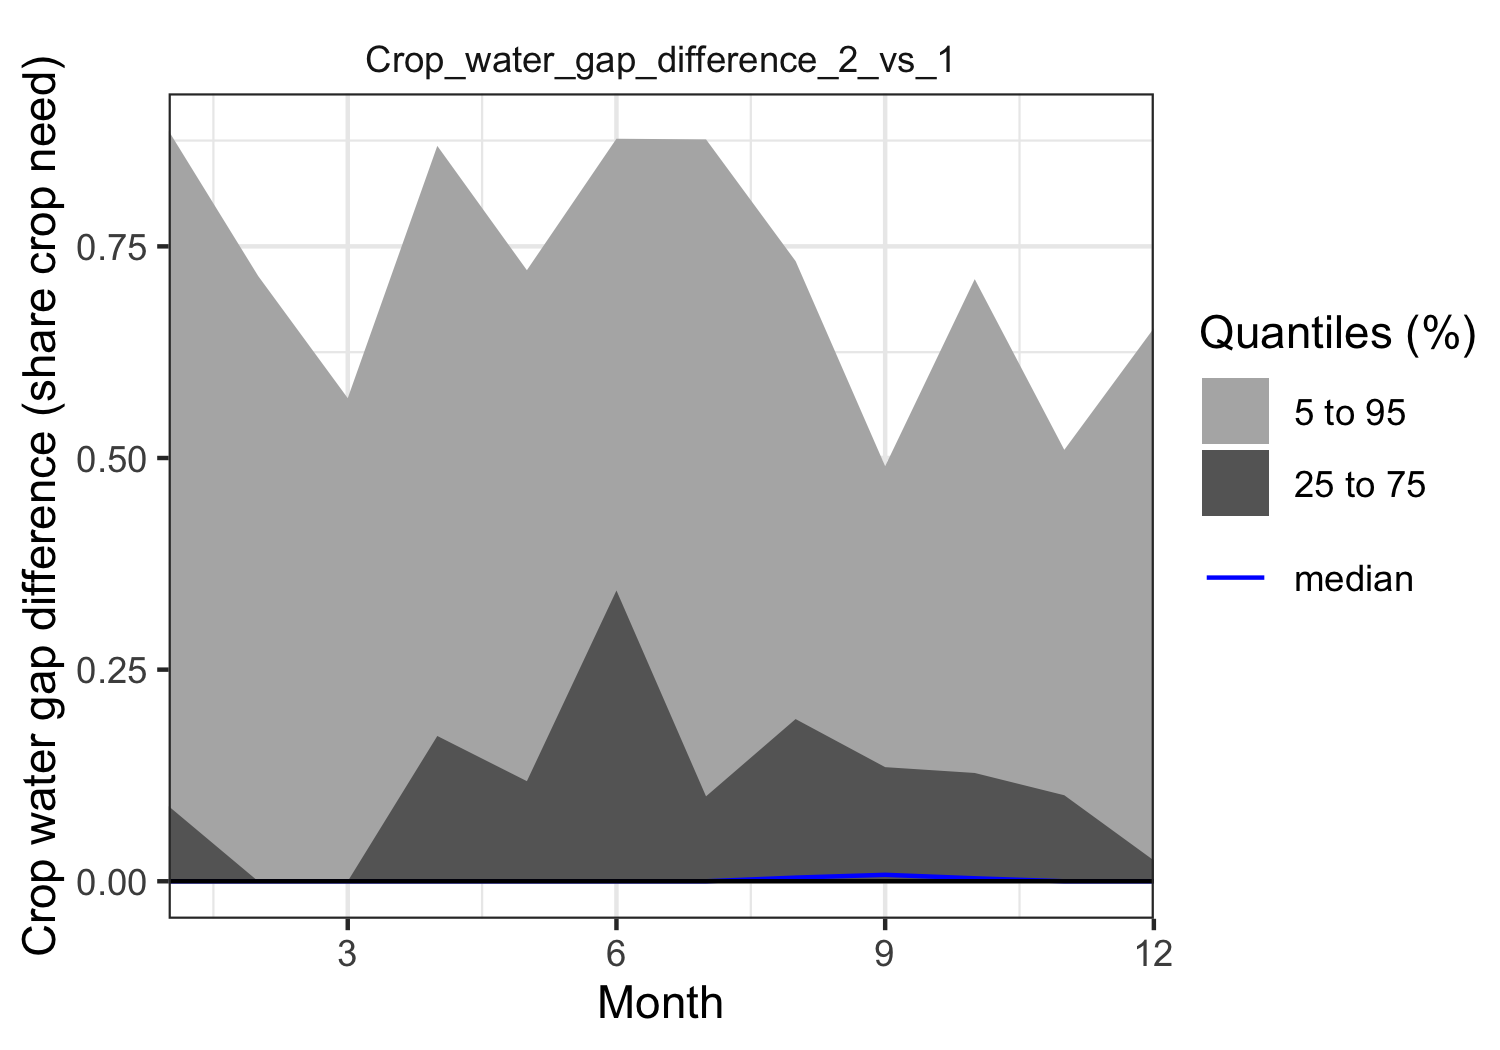 Crop_water_gap_difference_2_vs_1
Crop water gap difference (share crop need)
0.75
0.50
0.25
0.00
3
6
9
12
Month
Quantiles (%)
5 to 95
25 to 75
median